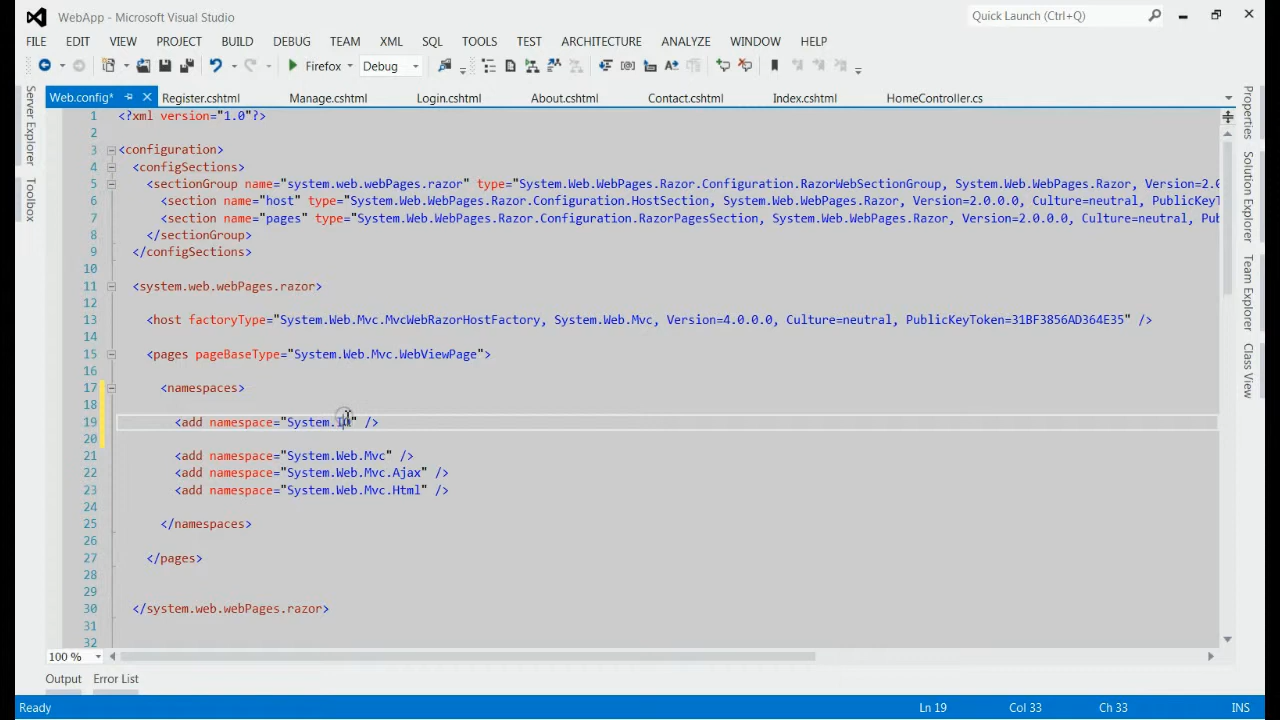 WebApp - Microsoft Visual Studio
Quick Launch (Ctrl+Q)
FILE EDIT VIEW PROJECT BUILD DEBUG TEAM XML SQL TOOLS TEST ARCHITECTURE ANALYZE WINDOW HELP
Firefox Debug
Web.config* Register.cshtml Manage.cshtml Login.cshtml About.cshtml Contact.cshtml Index.cshtml HomeController.cs
Server Explorer
Toolbox
1 <?xml version="1.0"?>
2
3 <configuration>
4 <configSections>
5 <sectionGroup name="system.web.webPages.razor" type="System.Web.WebPages.Razor.Configuration.RazorWebSectionGroup, System.Web.WebPages.Razor, Version=2.0
6 <section name="host" type="System.Web.WebPages.Razor.Configuration.HostSection, System.Web.WebPages.Razor, Version=2.0.0.0, Culture=neutral, PublicKeyT
7 <section name="pages" type="System.Web.WebPages.Razor.Configuration.RazorPagesSection, System.Web.WebPages.Razor, Version=2.0.0.0, Culture=neutral, Pub
8 </sectionGroup>
9 </configSections>
10
11 <system.web.webPages.razor>
12
13 <host factoryType="System.Web.Mvc.MvcWebRazorHostFactory, System.Web.Mvc, Version=4.0.0.0, Culture=neutral, PublicKeyToken=31BF3856AD364E35" />
14
15 <pages pageBaseType="System.Web.Mvc.WebViewPage">
16
17 <namespaces>
18
19 <add namespace="System. " />
20
21 <add namespace="System.Web.Mvc" />
22 <add namespace="System.Web.Mvc.Ajax" />
23 <add namespace="System.Web.Mvc.Html" />
24
25 </namespaces>
26
27 </pages>
28
29
30 </system.web.webPages.razor>
31
32
Properties
Solution Explorer
Team Explorer
Class View
100 %
Output Error List
Ready Ln 19 Col 33 Ch 33 INS